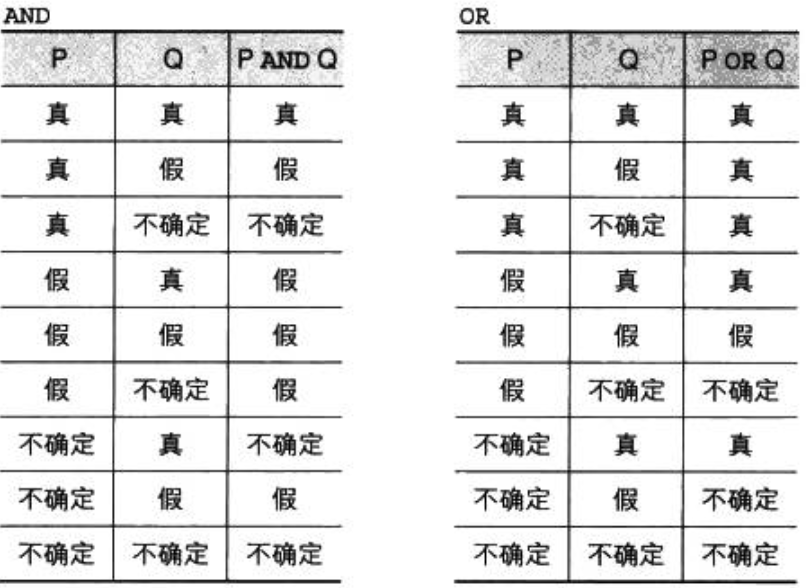 AND
P Q P AND Q
真 真 真
真 假 假
真 不确定 不确定
假 真 假
假 假 假
假 不确定 假
不确定 真 不确定
不确定 假 假
不确定 不确定 不确定
OR
P Q P OR Q
真 真 真
真 假 真
真 不确定 真
假 真 真
假 假 假
假 不确定 不确定
不确定 真 真
不确定 假 不确定
不确定 不确定 不确定